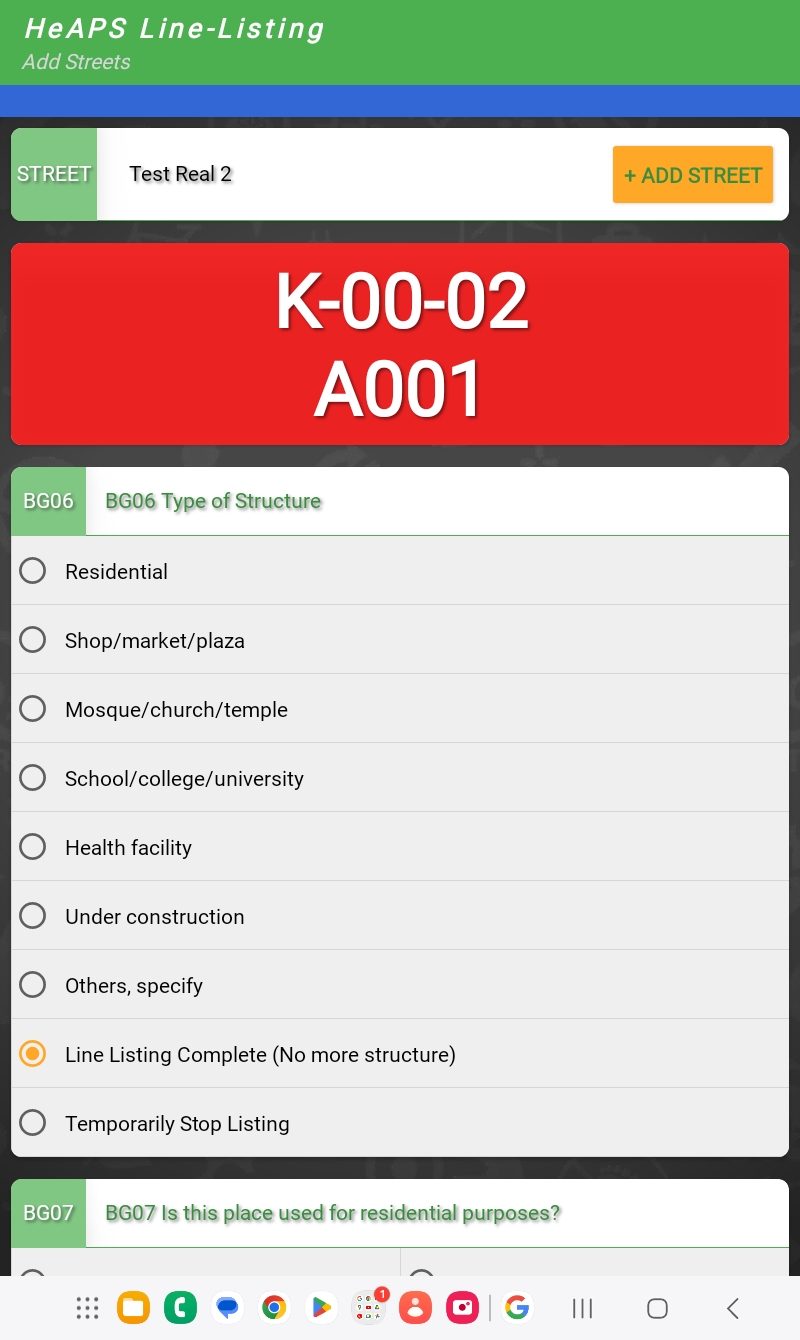 HeAPS Line-Listing
Add Streets
STREET
Test Real 2
+ ADD STREET
K-00-02
A001
BG06
BG06 Type of Structure
Residential
Shop/market/plaza
Mosque/church/temple
School/college/university
Health facility
Under construction
Others, specify
Line Listing Complete (No more structure)
Temporarily Stop Listing
BG07
BG07 Is this place used for residential purposes?
1